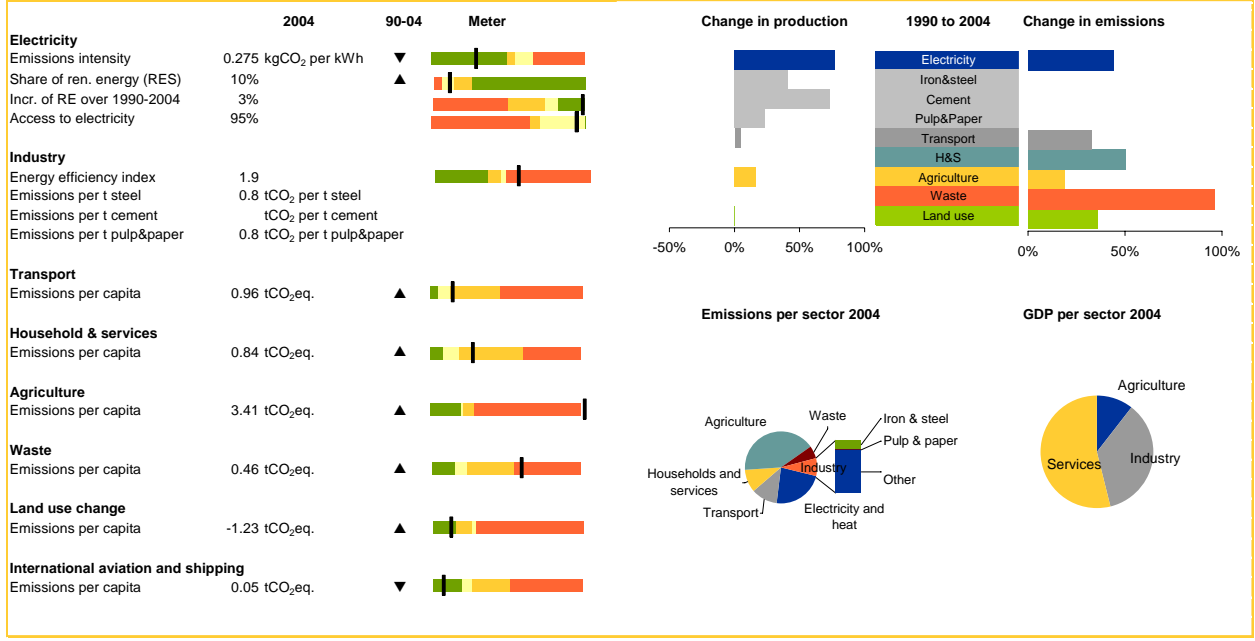 2004 90-04 Meter
Electricity
Emissions intensity 0.275 kgCO₂ per kWh ▼
Share of ren. energy (RES) 10% ▲
Incr. of RE over 1990-2004 3%
Access to electricity 95%
Industry
Energy efficiency index 1.9
Emissions per t steel 0.8 tCO₂ per t steel
Emissions per t cement tCO₂ per t cement
Emissions per t pulp&paper 0.8 tCO₂ per t pulp&paper
Transport
Emissions per capita 0.96 tCO₂eq. ▲
Household & services
Emissions per capita 0.84 tCO₂eq. ▲
Agriculture
Emissions per capita 3.41 tCO₂eq. ▲
Waste
Emissions per capita 0.46 tCO₂eq. ▲
Land use change
Emissions per capita -1.23 tCO₂eq. ▲
International aviation and shipping
Emissions per capita 0.05 tCO₂eq. ▼
Change in production 1990 to 2004 Change in emissions
Electricity
Iron&steel
Cement
Pulp&Paper
Transport
H&S
Agriculture
Waste
Land use
-50% 0% 50% 100%
0% 50% 100%
Emissions per sector 2004
Agriculture
Waste
Iron & steel
Pulp & paper
Industry
Other
Households and
services
Transport
Electricity and
heat
GDP per sector 2004
Agriculture
Services
Industry